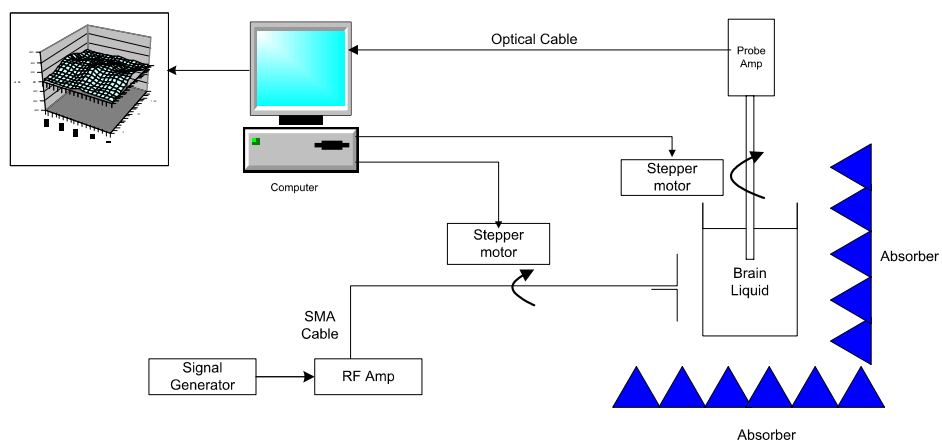 Optical Cable
Probe
Amp
Computer
Stepper
motor
Stepper
motor
Absorber
Brain
Liquid
SMA
Cable
Signal
Generator
RF Amp
Absorber